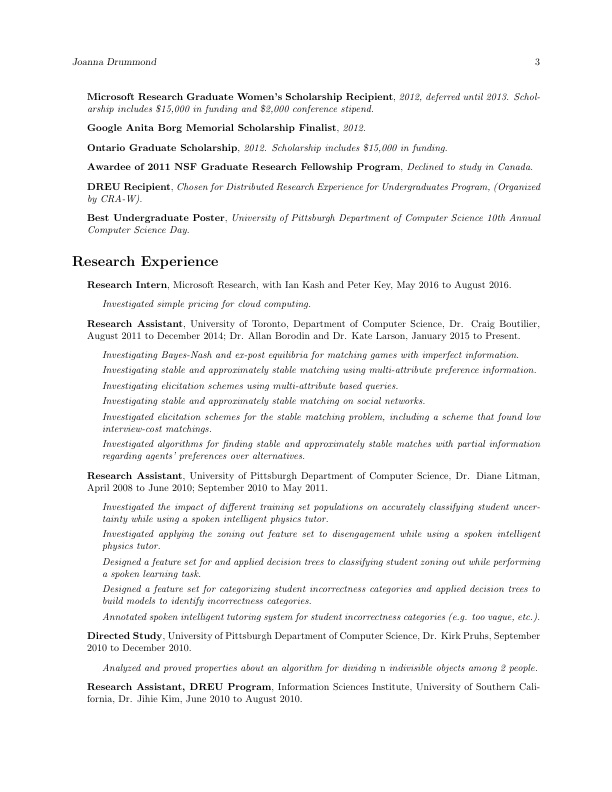 Joanna Drummond 3
Microsoft Research Graduate Women's Scholarship Recipient, 2012, deferred until 2013. Schol-
arship includes $15,000 in funding and $2,000 conference stipend.
Google Anita Borg Memorial Scholarship Finalist, 2012.
Ontario Graduate Scholarship, 2012. Scholarship includes $15,000 in funding.
Awardee of 2011 NSF Graduate Research Fellowship Program, Declined to study in Canada.
DREU Recipient, Chosen for Distributed Research Experience for Undergraduates Program, (Organized
by CRA-W).
Best Undergraduate Poster, University of Pittsburgh Department of Computer Science 10th Annual
Computer Science Day.
Research Experience
Research Intern, Microsoft Research, with Ian Kash and Peter Key, May 2016 to August 2016.
Investigated simple pricing for cloud computing.
Research Assistant, University of Toronto, Department of Computer Science, Dr. Craig Boutilier,
August 2011 to December 2014; Dr. Allan Borodin and Dr. Kate Larson, January 2015 to Present.
Investigating Bayes-Nash and ex-post equilibria for matching games with imperfect information.
Investigating stable and approximately stable matching using multi-attribute preference information.
Investigating elicitation schemes using multi-attribute based queries.
Investigating stable and approximately stable matching on social networks.
Investigated elicitation schemes for the stable matching problem, including a scheme that found low
interview-cost matchings.
Investigated algorithms for finding stable and approximately stable matches with partial information
regarding agents' preferences over alternatives.
Research Assistant, University of Pittsburgh Department of Computer Science, Dr. Diane Litman,
April 2008 to June 2010; September 2010 to May 2011.
Investigated the impact of different training set populations on accurately classifying student uncer-
tainty while using a spoken intelligent physics tutor.
Investigated applying the zoning out feature set to disengagement while using a spoken intelligent
physics tutor.
Designed a feature set for and applied decision trees to classifying student zoning out while performing
a spoken learning task.
Designed a feature set for categorizing student incorrectness categories and applied decision trees to
build models to identify incorrectness categories.
Annotated spoken intelligent tutoring system for student incorrectness categories (e.g. too vague, etc.).
Directed Study, University of Pittsburgh Department of Computer Science, Dr. Kirk Pruhs, September
2010 to December 2010.
Analyzed and proved properties about an algorithm for dividing n indivisible objects among 2 people.
Research Assistant, DREU Program, Information Sciences Institute, University of Southern Cali-
fornia, Dr. Jihie Kim, June 2010 to August 2010.